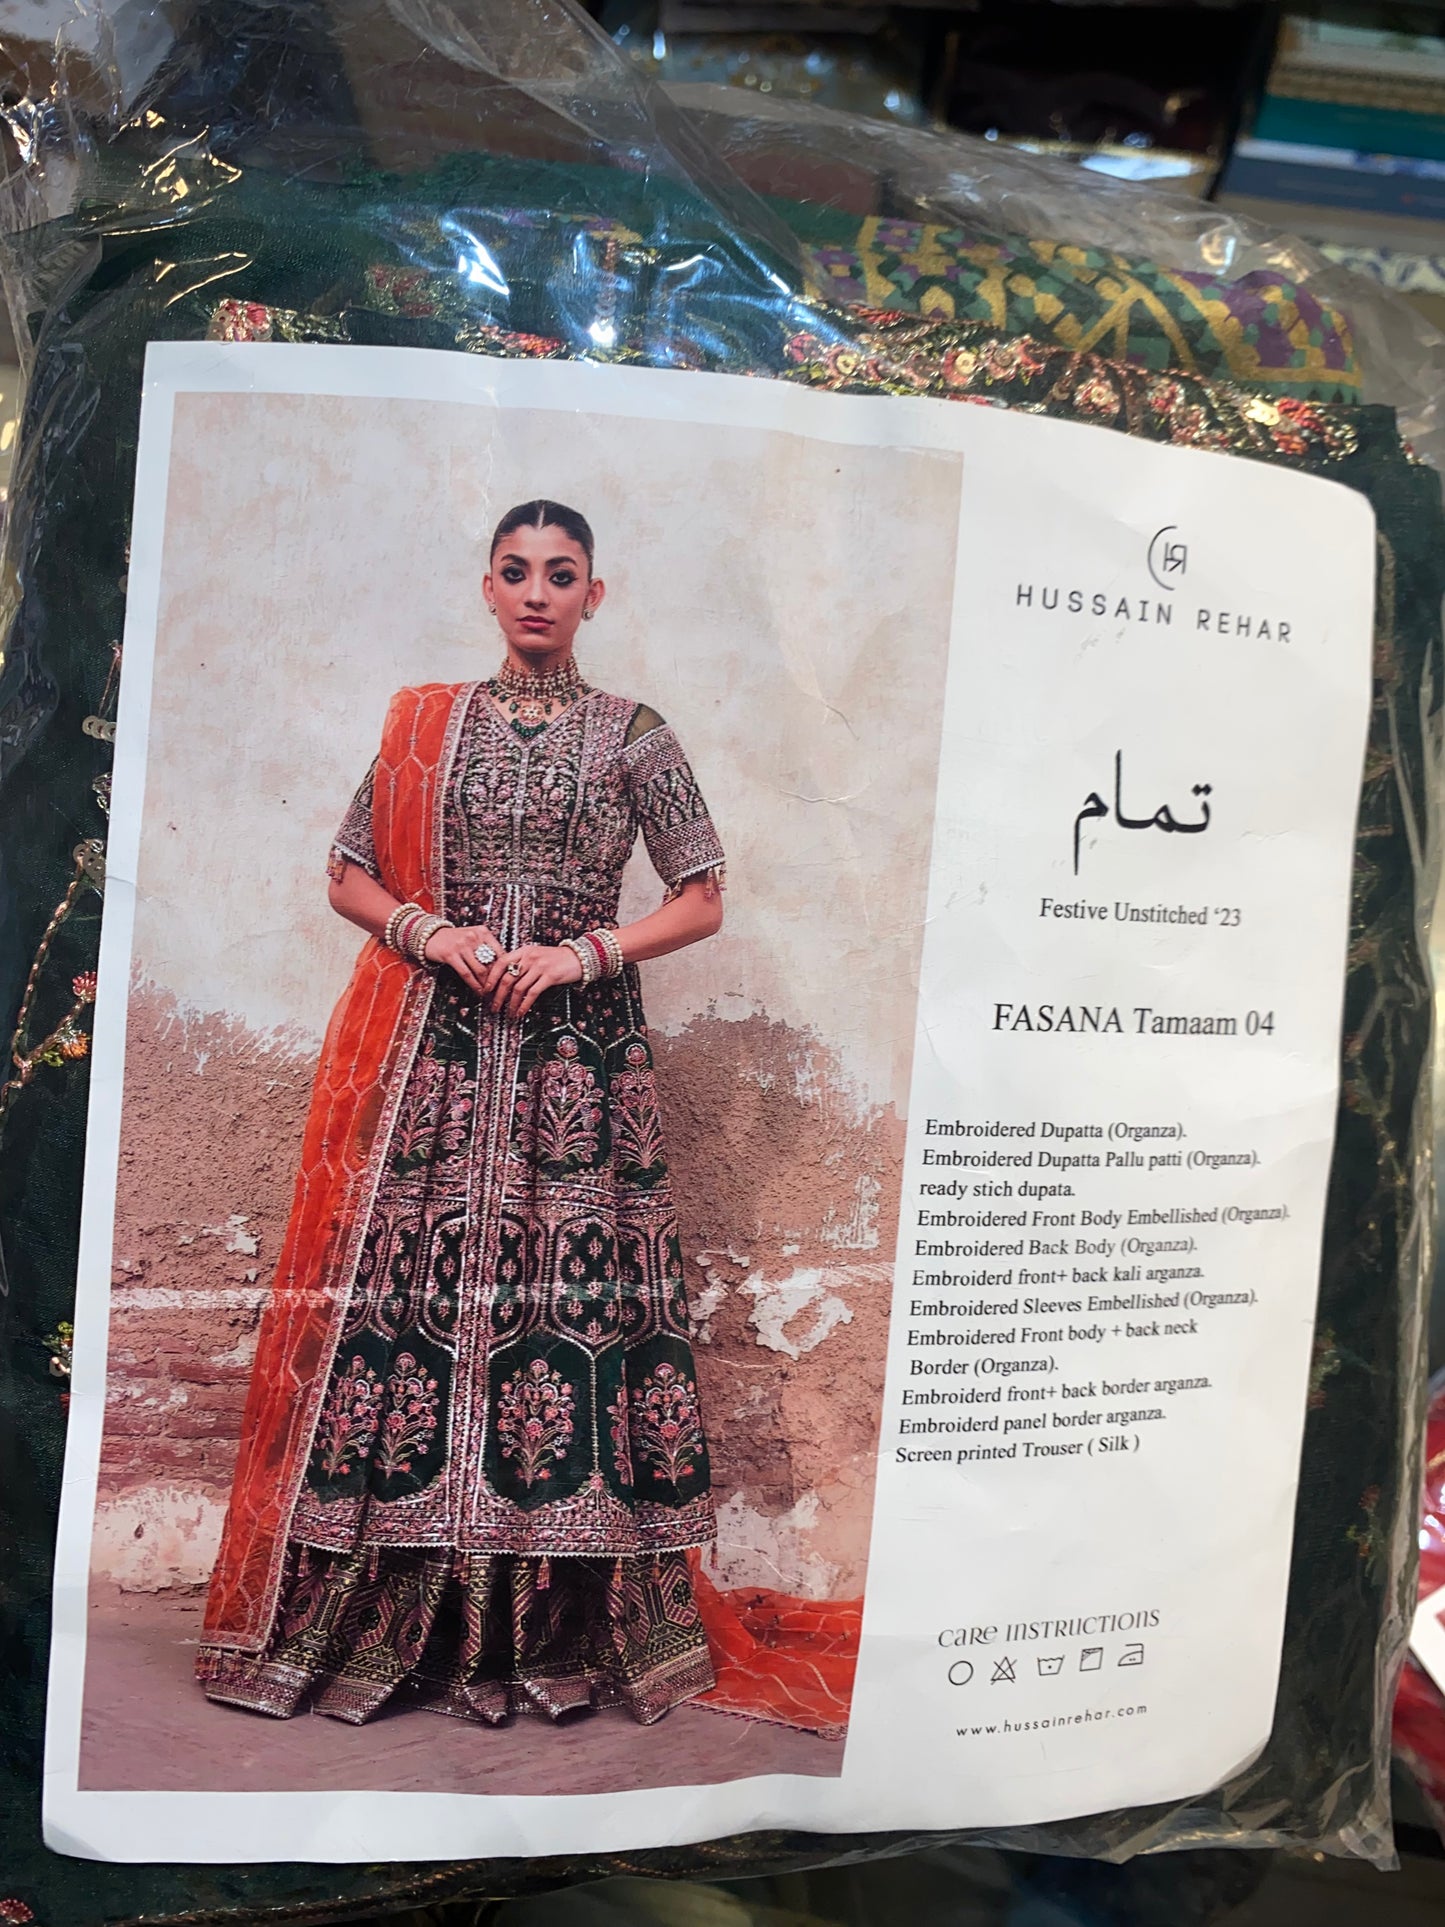 HR
HUSSAIN REHAR
تمام
Festive Unstitched ‘23
FASANA Tamaam 04
Embroidered Dupatta (Organza).
Embroidered Dupatta Pallu patti (Organza).
ready stich dupata.
Embroidered Front Body Embellished (Organza).
Embroidered Back Body (Organza).
Embroiderd front+ back kali arganza.
Embroidered Sleeves Embellished (Organza).
Embroidered Front body + back neck
Border (Organza).
Embroiderd front+ back border arganza.
Embroiderd panel border arganza.
Screen printed Trouser ( Silk )
CARE INSTRUCTIONS
www.hussainrehar.com